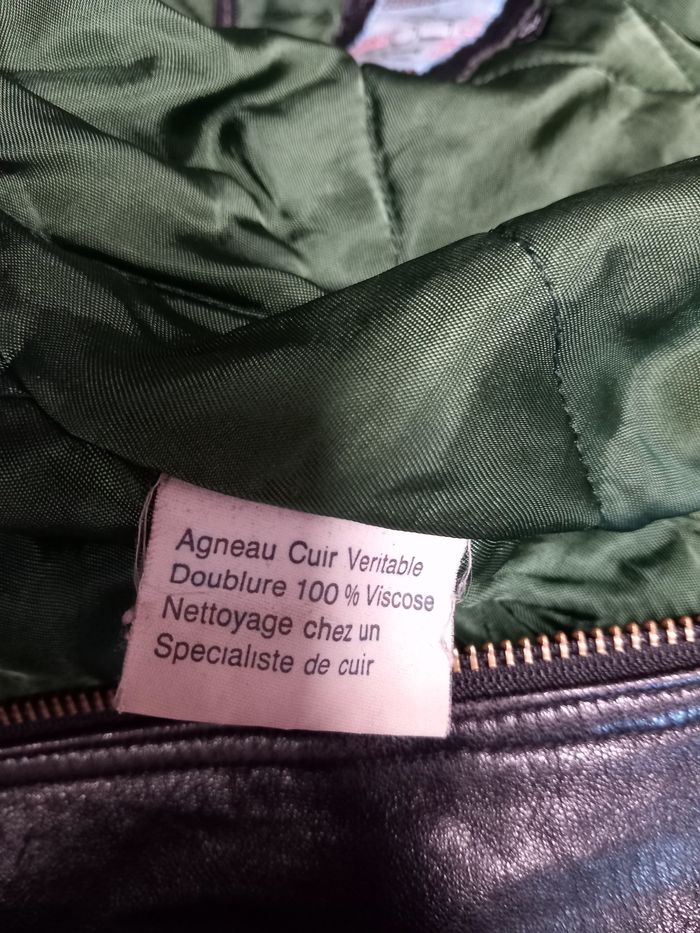 Agneau Cuir Veritable
Doublure 100 % Viscose
Nettoyage chez un
Specialiste de cuir